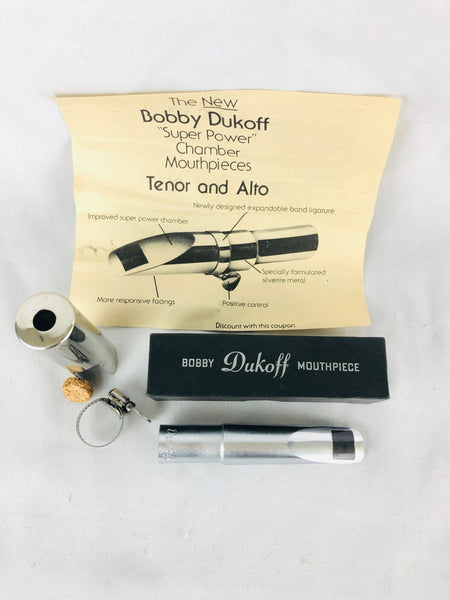 The New
Bobby Dukoff
"Super Power"
Chamber
Mouthpieces
Tenor and Alto
Newly designed expandable band ligature
Improved super power chamber
Specially formulated
silverite metal
More responsive facings
Positive control
Discount with this coupon
BOBBY Dukoff MOUTHPIECE